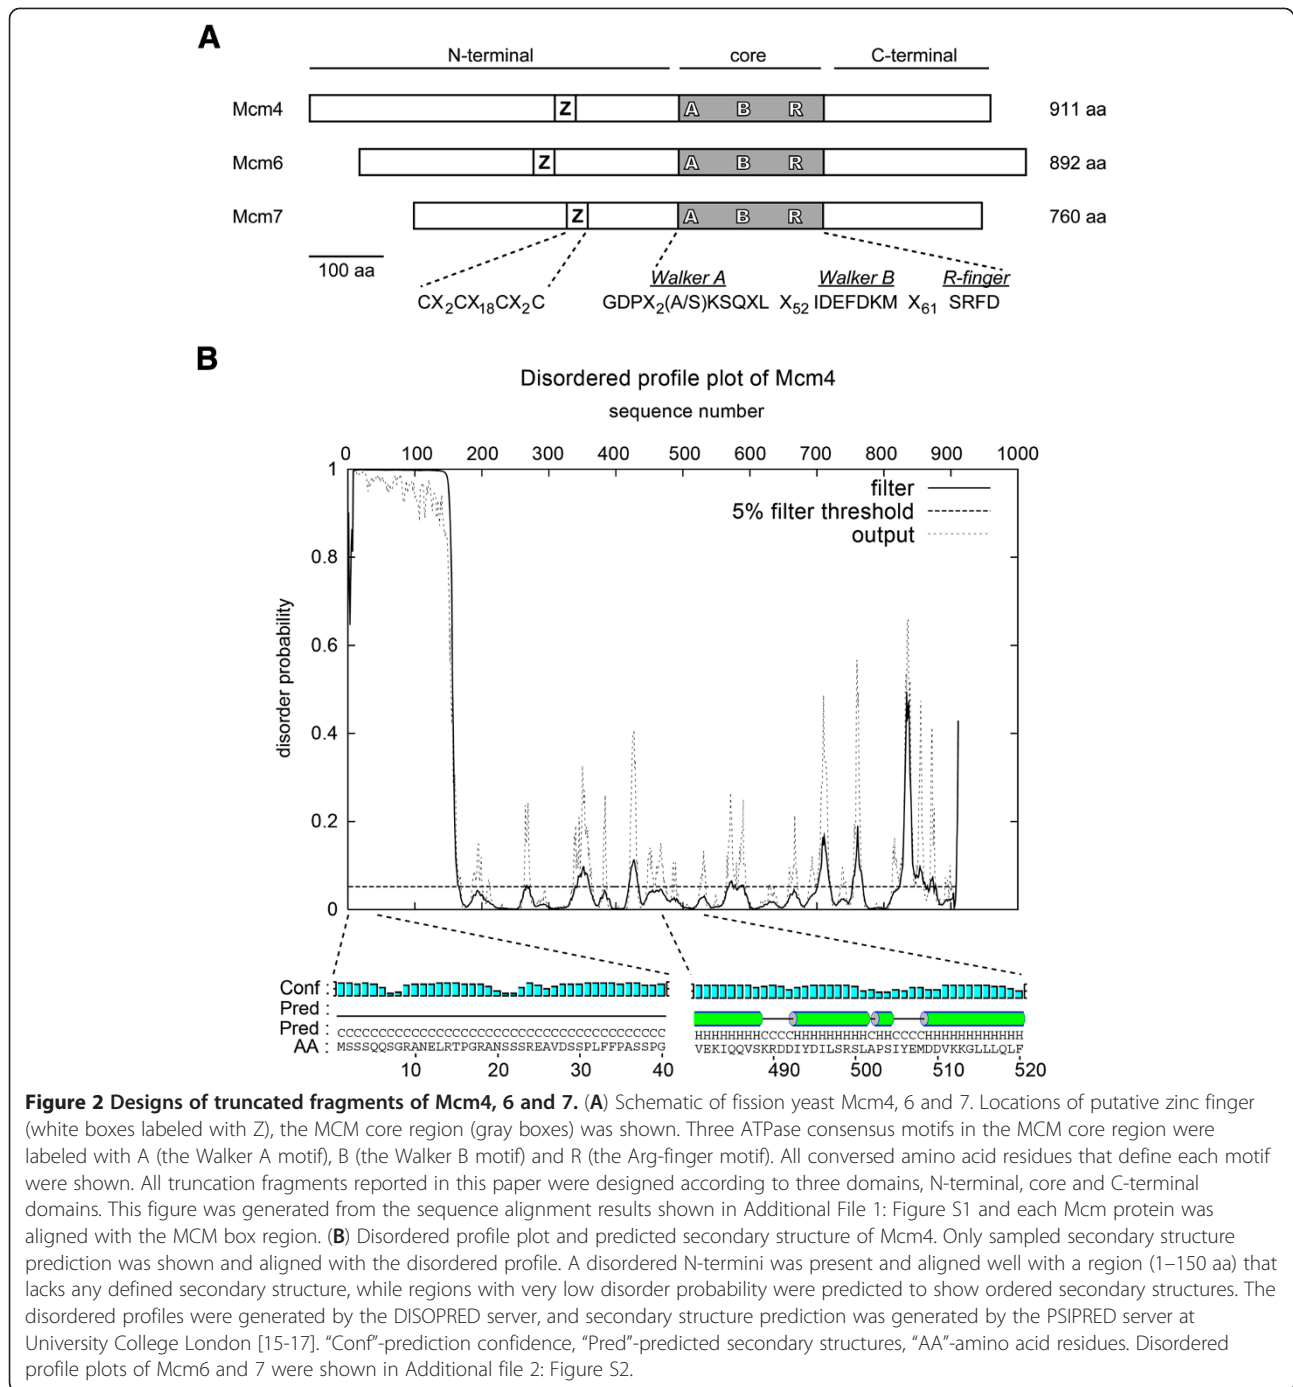 A
N-terminal core C-terminal
Mcm4 Z A B R 911 aa
Mcm6 Z A B R 892 aa
Mcm7 Z A B R 760 aa
100 aa
Walker A Walker B R-finger
CX2CX18CX2C GDPX2(A/S)KSQXL X52 IDEFDKM X61 SRFD
B
Disordered profile plot of Mcm4
sequence number
0 100 200 300 400 500 600 700 800 900 1000
1
filter
5% filter threshold
output
0.8
0.6
disorder probability
0.4
0.2
0
Conf :
Pred :
Pred : CCCCCCCCCCCCCCCCCCCCCCCCCCCCCCCCCCCCCCCC HHHHHHHHCCCCHHHHHHHHHCHHCCCCHHHHHHHHHHHH
AA : MSSSQQSGRANELRTPGRANSSSREAVDSSPLFFPASSPG VEKIQQVSKRDDIYDILSRSLAPSIYEMDDVKKGLLLQLF
10 20 30 40 490 500 510 520
Figure 2 Designs of truncated fragments of Mcm4, 6 and 7. (A) Schematic of fission yeast Mcm4, 6 and 7. Locations of putative zinc finger
(white boxes labeled with Z), the MCM core region (gray boxes) was shown. Three ATPase consensus motifs in the MCM core region were
labeled with A (the Walker A motif), B (the Walker B motif) and R (the Arg-finger motif). All conversed amino acid residues that define each motif
were shown. All truncation fragments reported in this paper were designed according to three domains, N-terminal, core and C-terminal
domains. This figure was generated from the sequence alignment results shown in Additional File 1: Figure S1 and each Mcm protein was
aligned with the MCM box region. (B) Disordered profile plot and predicted secondary structure of Mcm4. Only sampled secondary structure
prediction was shown and aligned with the disordered profile. A disordered N-termini was present and aligned well with a region (1–150 aa) that
lacks any defined secondary structure, while regions with very low disorder probability were predicted to show ordered secondary structures. The
disordered profiles were generated by the DISOPRED server, and secondary structure prediction was generated by the PSIPRED server at
University College London [15-17]. “Conf”-prediction confidence, “Pred”-predicted secondary structures, “AA”-amino acid residues. Disordered
profile plots of Mcm6 and 7 were shown in Additional file 2: Figure S2.